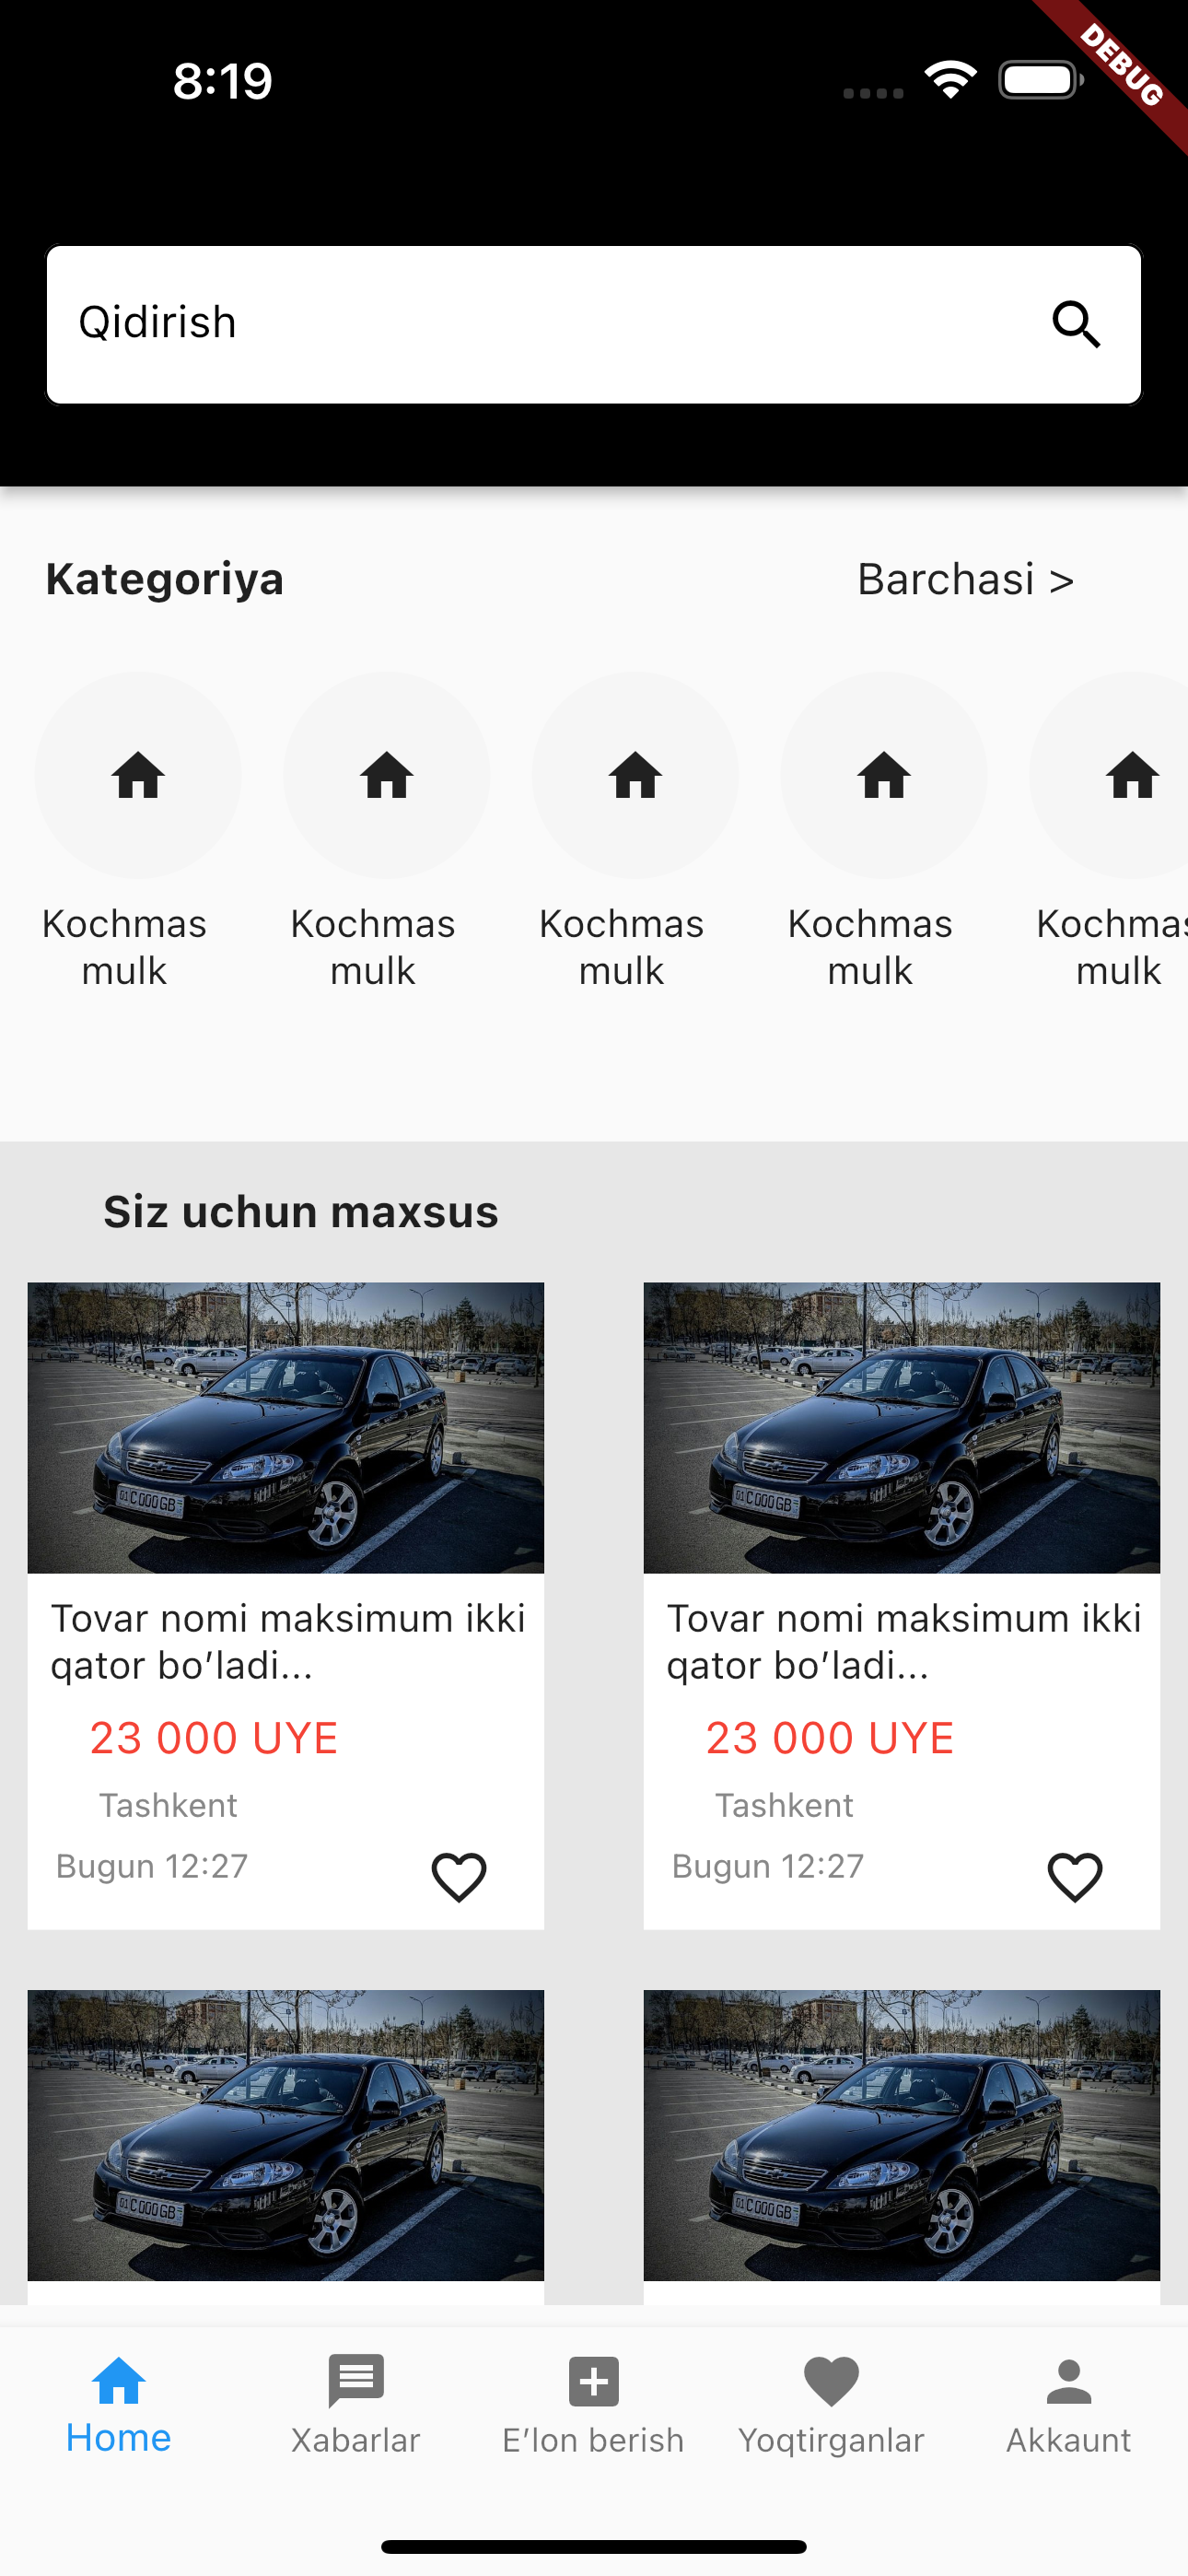 8:19
DEBUG
Qidirish
Kategoriya Barchasi >
Kochmas Kochmas Kochmas Kochmas Kochmas
mulk mulk mulk mulk mulk
Siz uchun maxsus
01 C 000 GB 01 C 000 GB
Tovar nomi maksimum ikki
qator bo’ladi...
23 000 UYE
Tashkent
Bugun 12:27
Tovar nomi maksimum ikki
qator bo’ladi...
23 000 UYE
Tashkent
Bugun 12:27
01 C 000 GB 01 C 000 GB
Home Xabarlar E’lon berish Yoqtirganlar Akkaunt